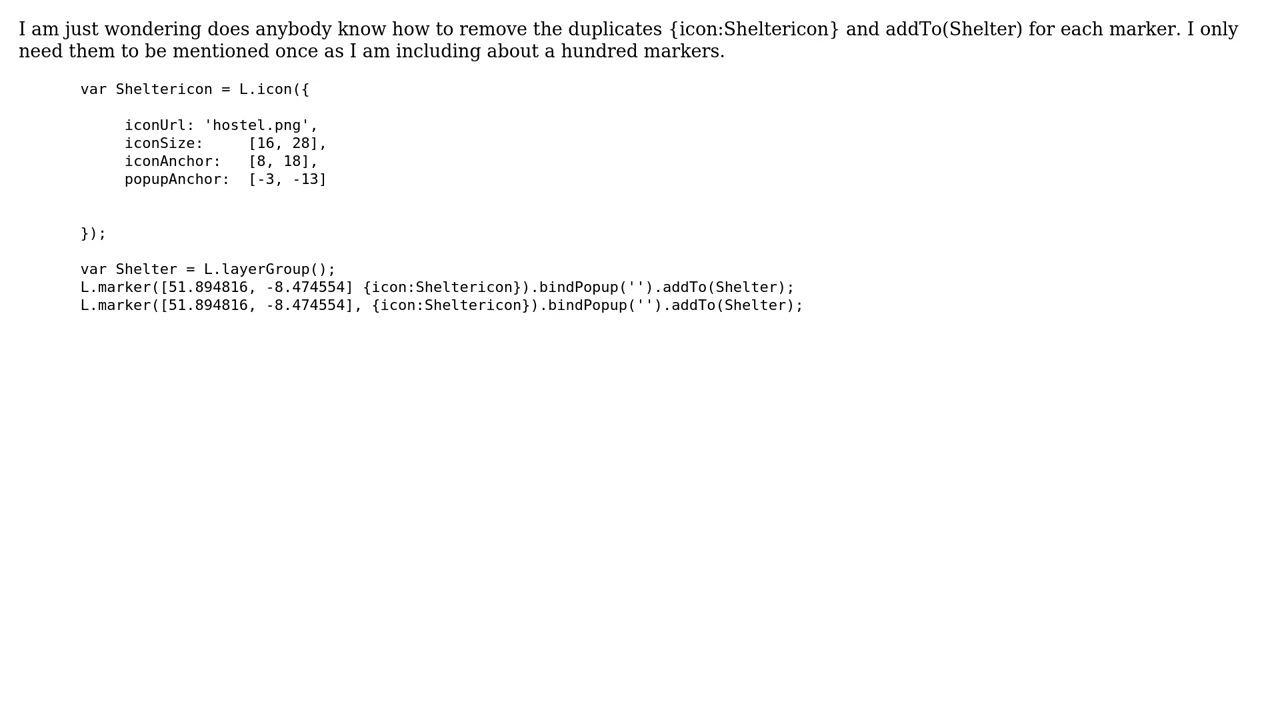 I am just wondering does anybody know how to remove the duplicates {icon:Sheltericon} and addTo(Shelter) for each marker. I only
need them to be mentioned once as I am including about a hundred markers.
var Sheltericon = L.icon({
iconUrl: 'hostel.png',
iconSize:     [16, 28],
iconAnchor:   [8, 18],
popupAnchor:  [-3, -13]
});
var Shelter = L.layerGroup();
L.marker([51.894816, -8.474554] {icon:Sheltericon}).bindPopup('').addTo(Shelter);
L.marker([51.894816, -8.474554], {icon:Sheltericon}).bindPopup('').addTo(Shelter);